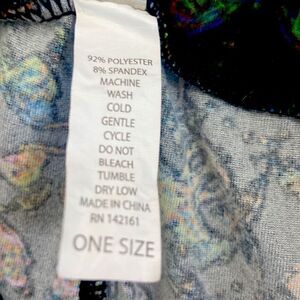 92% POLYESTER
8% SPANDEX
MACHINE
WASH
COLD
GENTLE
CYCLE
DO NOT
BLEACH
TUMBLE
DRY LOW
MADE IN CHINA
RN 142161
ONE SIZE